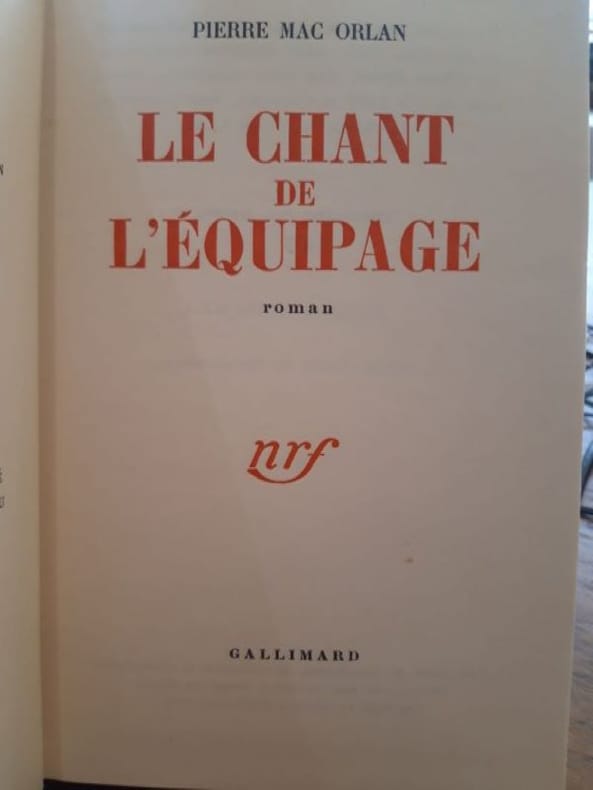 PIERRE MAC ORLAN
LE CHANT
DE
L'ÉQUIPAGE
roman
nrf
GALLIMARD